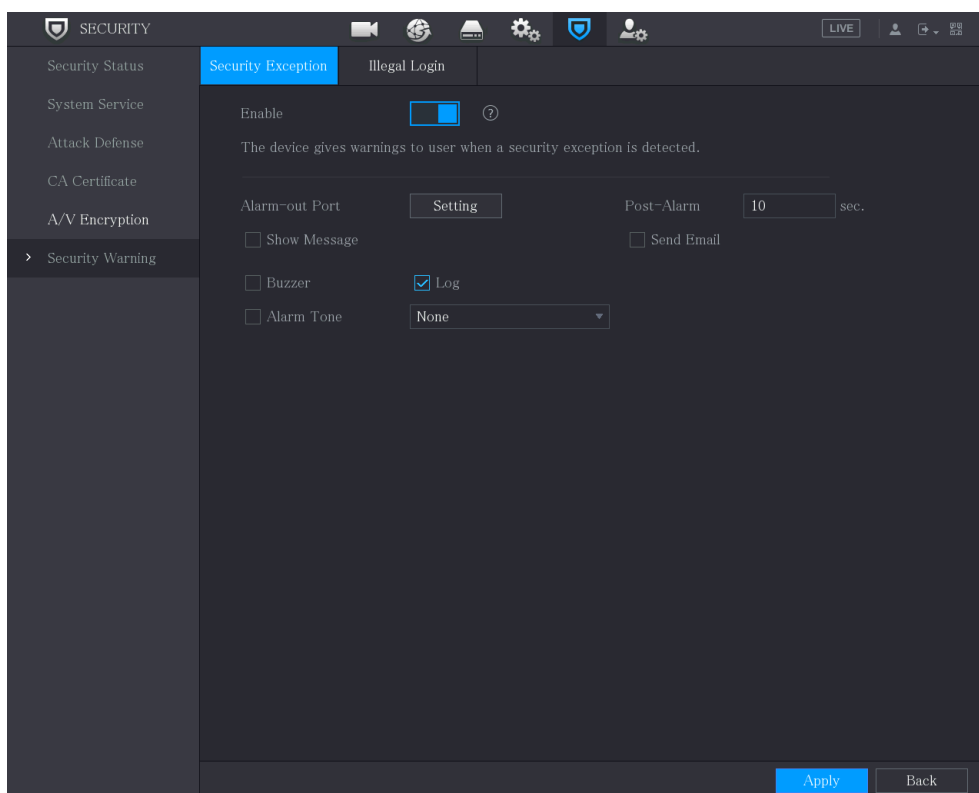 SECURITY
LIVE
Security Status
System Service
Attack Defense
CA Certificate
A/V Encryption
Security Warning
Security Exception Illegal Login
Enable ?
The device gives warnings to user when a security exception is detected.
Alarm-out Port Setting Post-Alarm 10 sec.
Show Message Send Email
Buzzer Log
Alarm Tone None
Apply Back